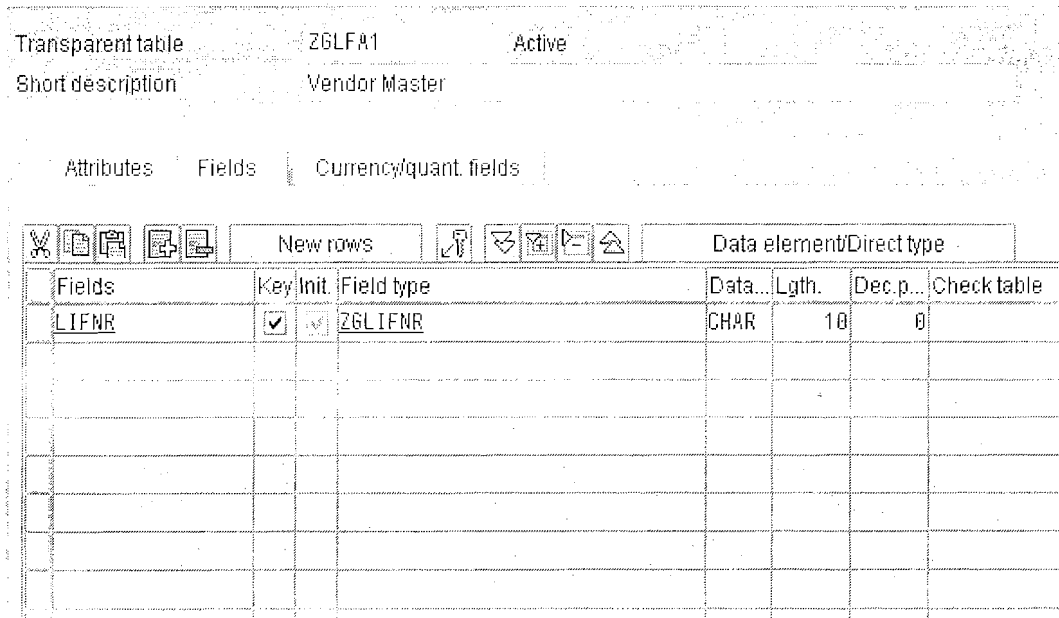 Transparent table ZGLFA1 Active
Short description Vendor Master
Attributes Fields Currency/quant. fields
New rows Data element/Direct type
Fields Key Init. Field type Data... Lgth. Dec.p... Check table
LIFNR ZGLIFNR CHAR 10 0